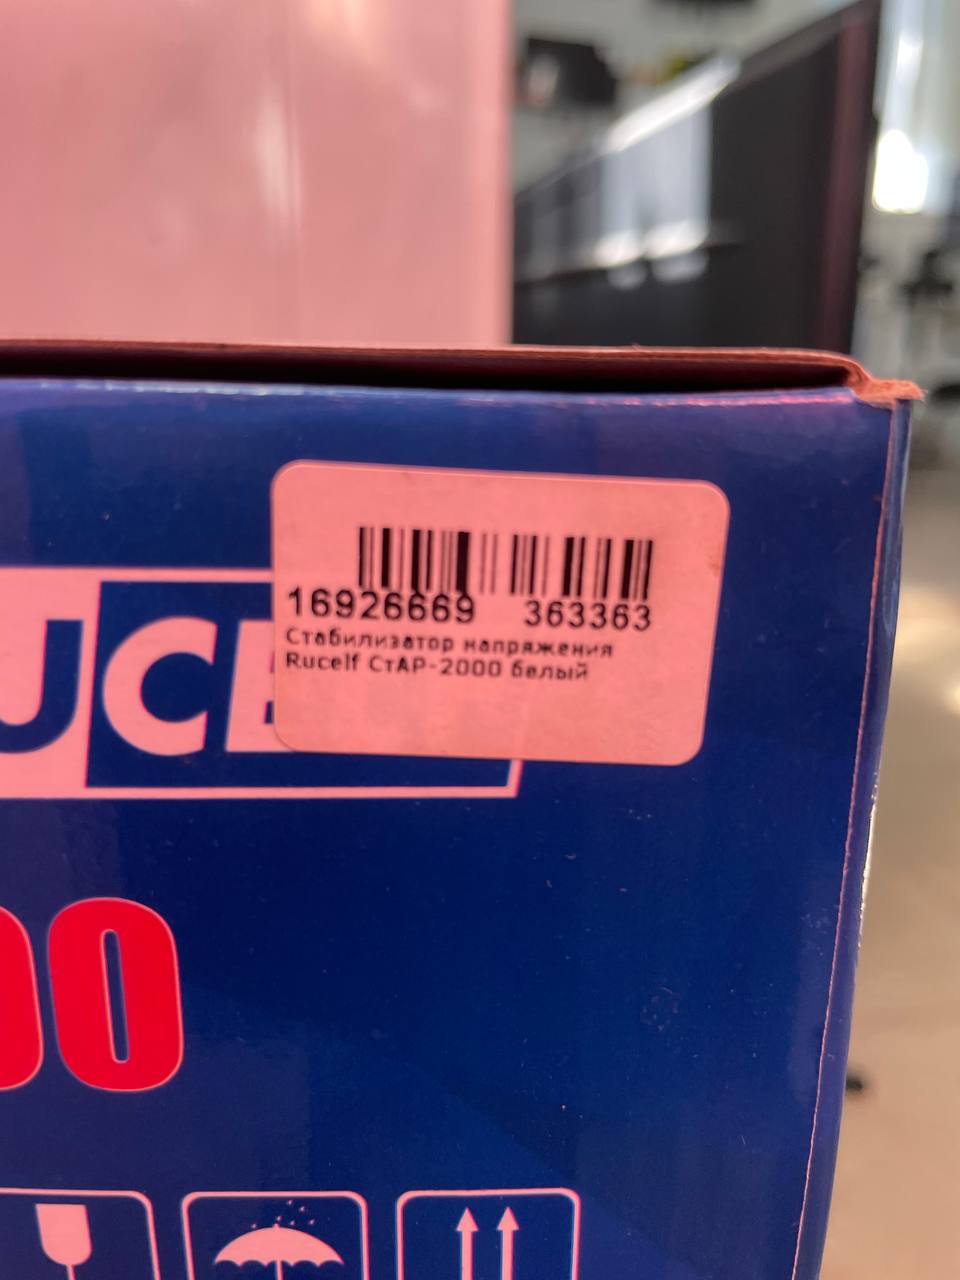 16926669 363363
Стабилизатор напряжения
Rucelf СтАР-2000 белый
UCE
00